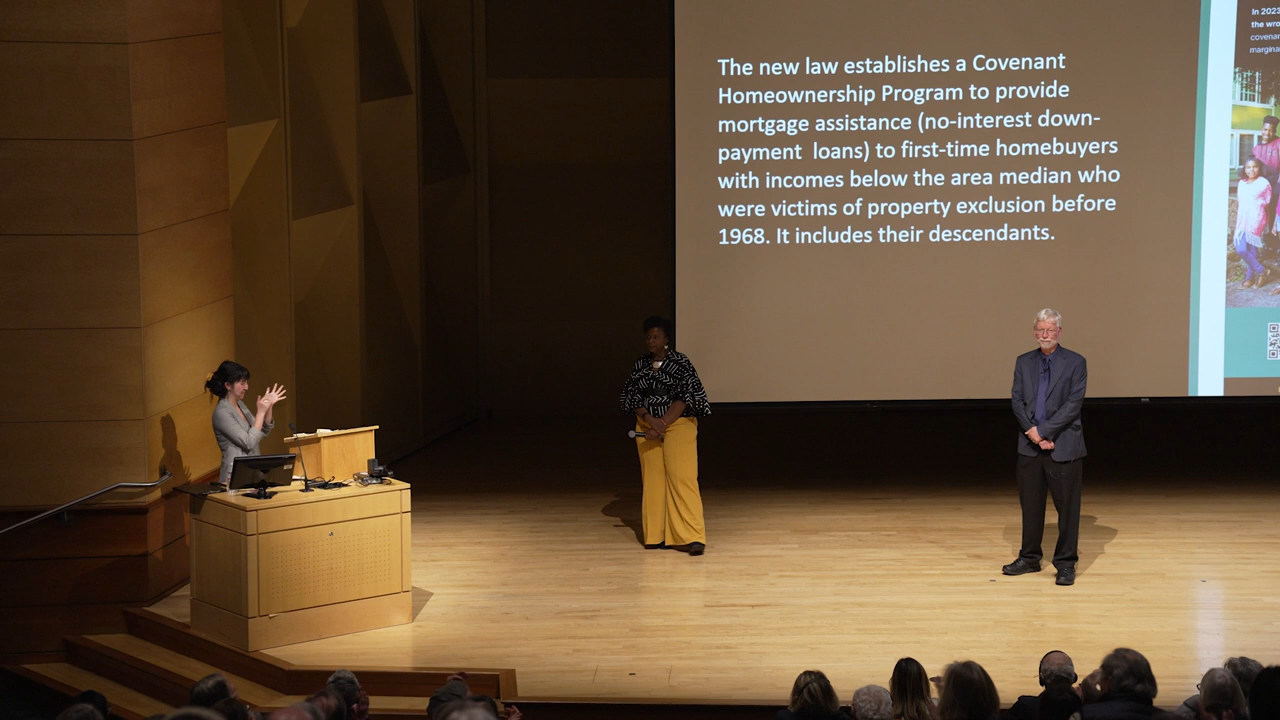 The new law establishes a Covenant
Homeownership Program to provide
mortgage assistance (no-interest down-
payment  loans) to first-time homebuyers
with incomes below the area median who
were victims of property exclusion before
1968. It includes their descendants.
In 2023
the wro
covenan
margina